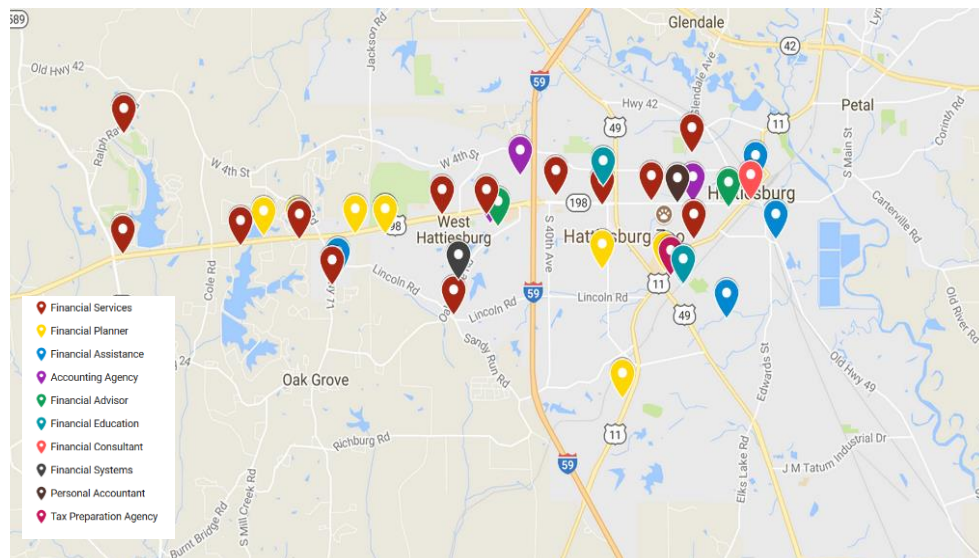 589
Glendale
Old Hwy 42
Jackson Rd
59
42
Glendale Ave
Hwy 42
49
11
Petal
Corinth Rd
S Main St
W 4th St
W 4th St
198
Hattiesburg
Carterville Rd
West
Hattiesburg
S 40th Ave
Hattiesburg Zoo
Cole Rd
Lincoln Rd
Lincoln Rd
Lincoln Rd
59
11
49
Old River Rd
Sandy Run Rd
Oak Grove
Edwards St
Old Hwy 49
Richburg Rd
11
59
J M Tatum Industrial Dr
Elks Lake Rd
S Mill Creek Rd
Burnt Bridge Rd
Financial Services
Financial Planner
Financial Assistance
Accounting Agency
Financial Advisor
Financial Education
Financial Consultant
Financial Systems
Personal Accountant
Tax Preparation Agency